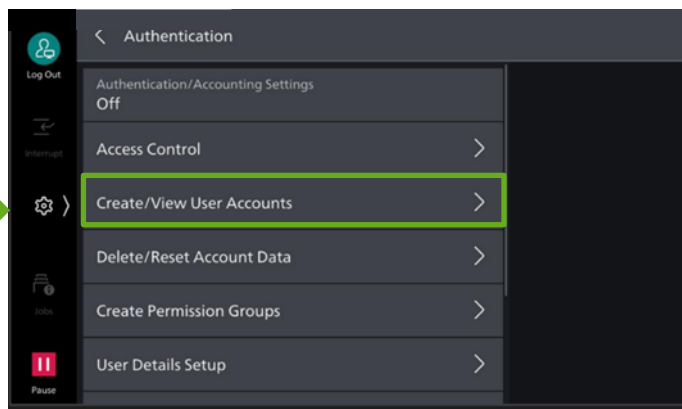 Authentication
Log Out
Authentication/Accounting Settings
Off
Interrupt
Access Control
Create/View User Accounts
Delete/Reset Account Data
Jobs
Create Permission Groups
User Details Setup
Pause